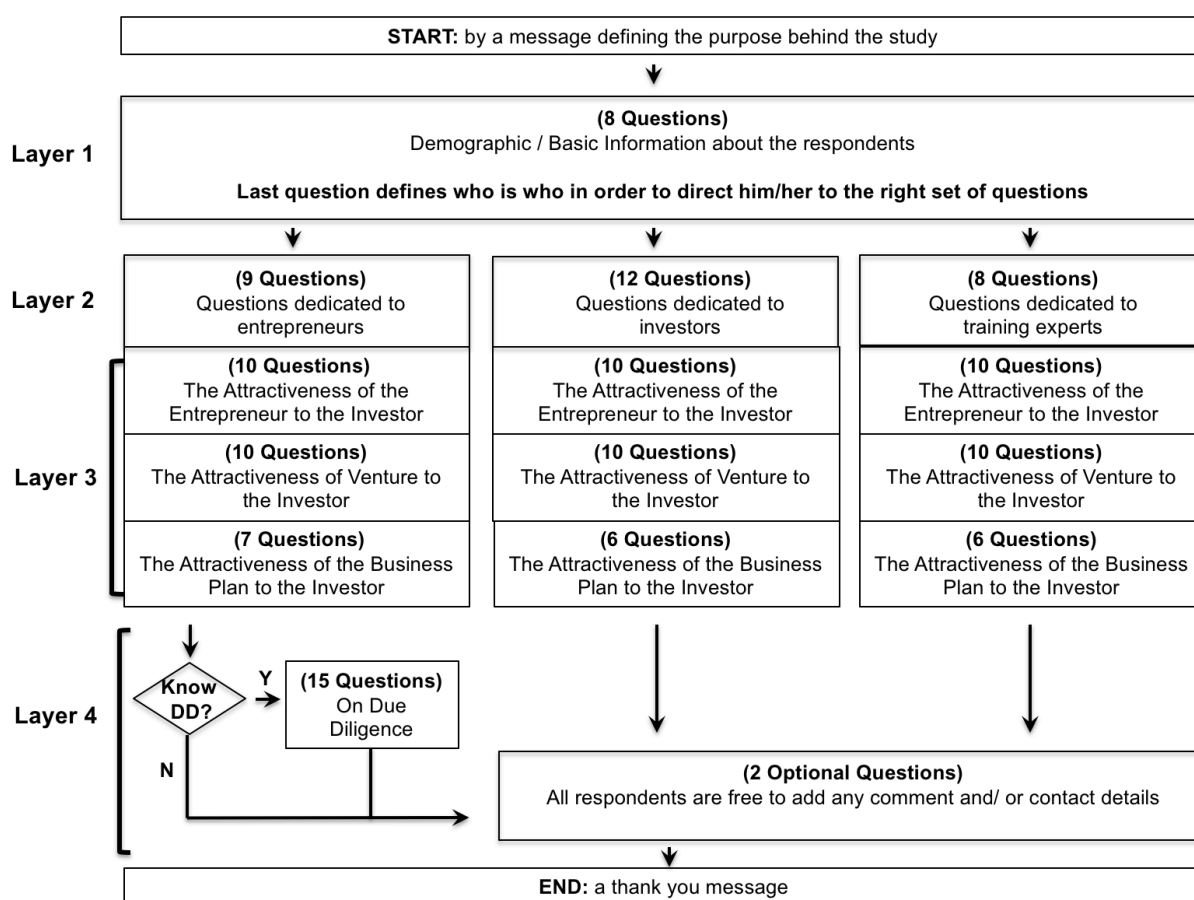 START: by a message defining the purpose behind the study
(8 Questions)
Demographic / Basic Information about the respondents
Layer 1
Last question defines who is who in order to direct him/her to the right set of questions
Layer 2
(9 Questions)
Questions dedicated to
entrepreneurs
(12 Questions)
Questions dedicated to
investors
(8 Questions)
Questions dedicated to
training experts
Layer 3
(10 Questions)
The Attractiveness of the
Entrepreneur to the Investor
(10 Questions)
The Attractiveness of the
Entrepreneur to the Investor
(10 Questions)
The Attractiveness of the
Entrepreneur to the Investor
(10 Questions)
The Attractiveness of Venture to
the Investor
(10 Questions)
The Attractiveness of Venture to
the Investor
(10 Questions)
The Attractiveness of Venture to
the Investor
(7 Questions)
The Attractiveness of the Business
Plan to the Investor
(6 Questions)
The Attractiveness of the Business
Plan to the Investor
(6 Questions)
The Attractiveness of the Business
Plan to the Investor
Layer 4
Know
DD?
Y
(15 Questions)
On Due
Diligence
N
(2 Optional Questions)
All respondents are free to add any comment and/ or contact details
END: a thank you message